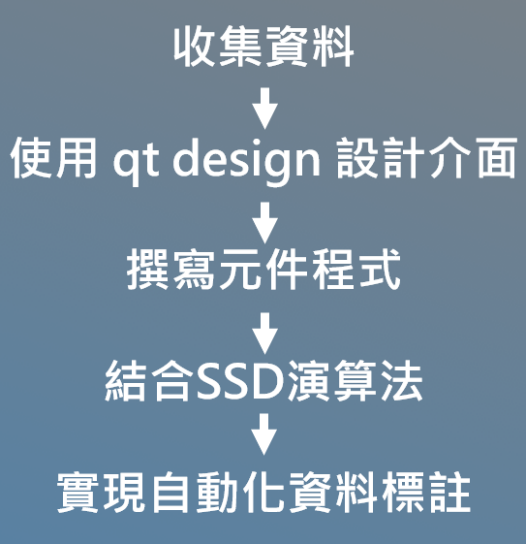 收集資料
使用 qt design 設計介面
撰寫元件程式
結合SSD演算法
實現自動化資料標註